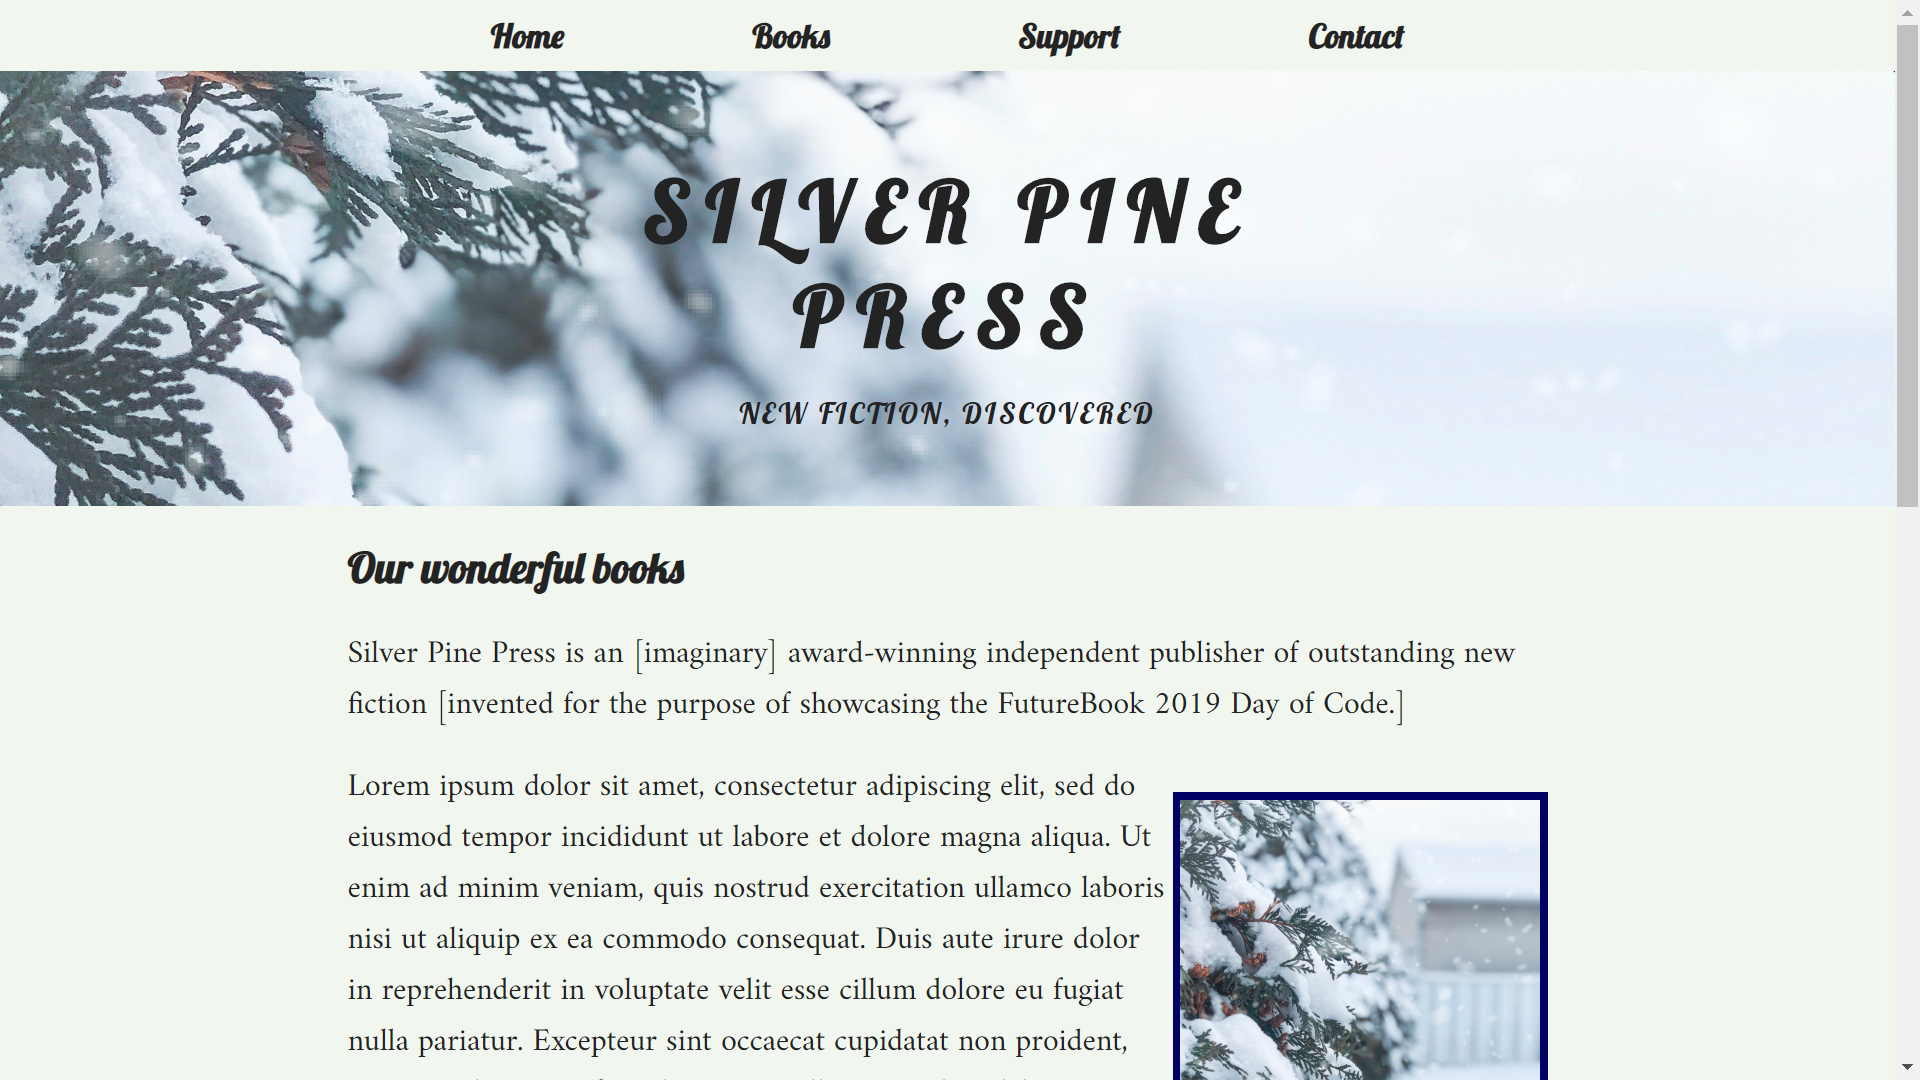 Home Books Support Contact
SILVER PINE
PRESS
NEW FICTION, DISCOVERED
Our wonderful books
Silver Pine Press is an [imaginary] award-winning independent publisher of outstanding new
fiction [invented for the purpose of showcasing the FutureBook 2019 Day of Code.]
Lorem ipsum dolor sit amet, consectetur adipiscing elit, sed do
eiusmod tempor incididunt ut labore et dolore magna aliqua. Ut
enim ad minim veniam, quis nostrud exercitation ullamco laboris
nisi ut aliquip ex ea commodo consequat. Duis aute irure dolor
in reprehenderit in voluptate velit esse cillum dolore eu fugiat
nulla pariatur. Excepteur sint occaecat cupidatat non proident,